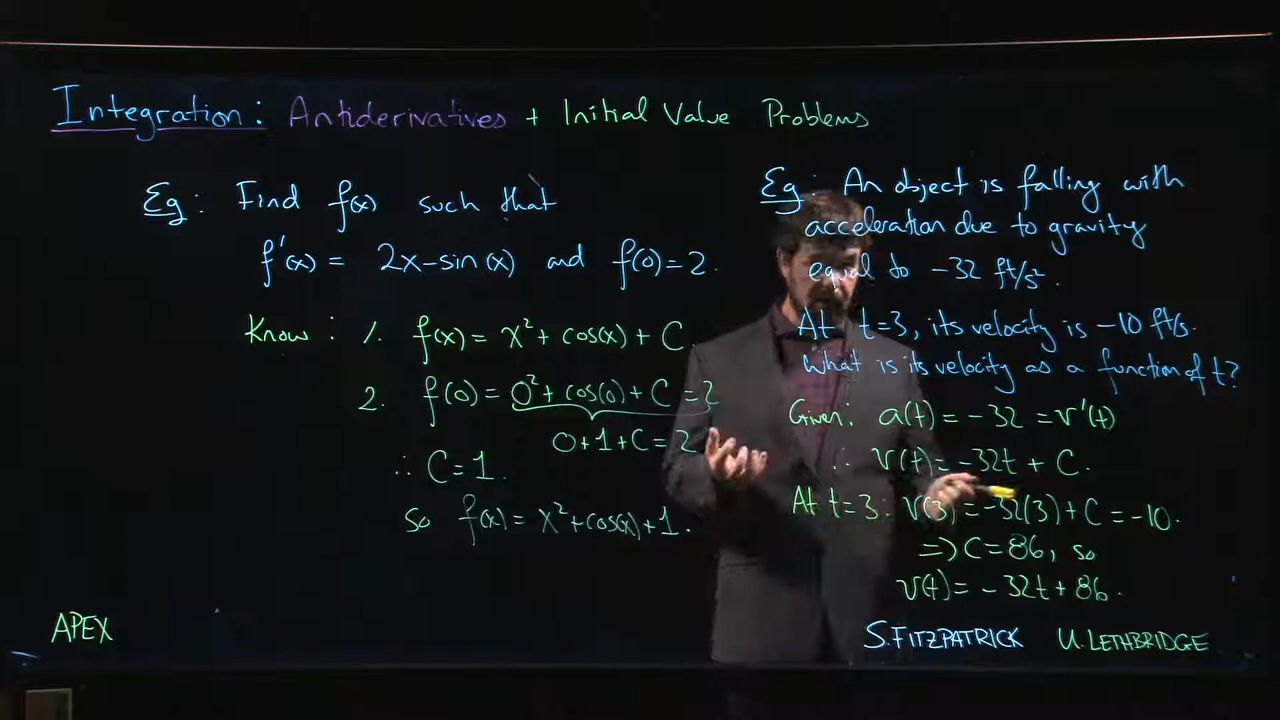 Integration: Antiderivatives + Initial Value Problems
Eg: Find f(x) such that
f'(x) = 2x-sin(x) and f(0)=2.
Know: 1. f(x) = x²+ cos(x) + C
2. f(0) = 0²+ cos(0) + C = 2
0+1+C=2
∴ C=1.
So f(x) = x²+cos(x)+1.
Eg: An object is falling with
acceleration due to gravity
equal to -32 ft/s².
At t=3, its velocity is -10 ft/s.
What is its velocity as a function of t?
Given: a(t) = -32 = v'(t)
∴ v(t) = -32t + C.
At t=3: v(3) = -32(3) + C = -10.
=> C=86, so
v(t) = -32t + 86.
APEX
S.FITZPATRICK U.LETHBRIDGE